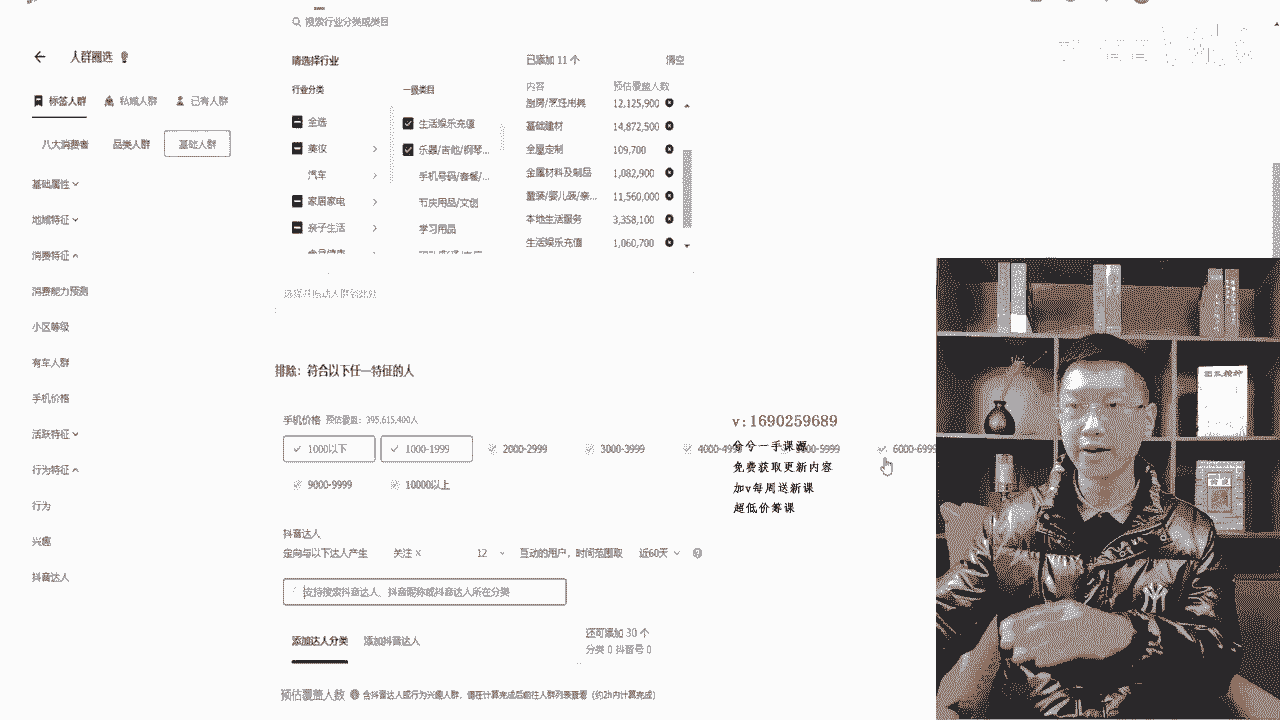 搜索行业分类或类目
人群圈选
请选择行业
已添加 11 个
清空
行业分类
一级类目
内容
预估覆盖人数
标签人群
私域人群
已有人群
厨房/烹饪用具
12,125,900
全选
生活娱乐充值
基础建材
14,872,500
八大消费者
品类人群
基础人群
美妆
乐器/吉他/钢琴...
全屋定制
109,700
汽车
手机号码/套餐/...
金属材料及制品
1,082,900
基础属性
家居家电
节庆用品/文创
童装/婴儿装/亲...
11,560,000
地域特征
亲子生活
学习用品
本地生活服务
3,358,100
消费特征
生活娱乐充值
1,060,700
消费能力预测
小区等级
有车人群
排除：符合以下任一特征的人
手机价格
手机价格
预估覆盖：395,615,400人
v:1690259689
活跃特征
1000以下
1000-1999
2000-2999
3000-3999
分兮一手课源
6000-6999
行为特征
免费获取更新内容
9000-9999
10000以上
加v每周送新课
行为
超低价筹课
兴趣
抖音达人
定向与以下达人产生
关注 X
12
互动的用户，时间范围取
近60天
抖音达人
支持搜索抖音达人、抖音昵称或抖音达人所在分类
添加达人分类
添加抖音达人
还可添加 30 个
分类 0 抖音号 0
预估覆盖人数
含抖音达人或行为兴趣人群，请在计算完成后前往人群列表查看（约2h内计算完成）